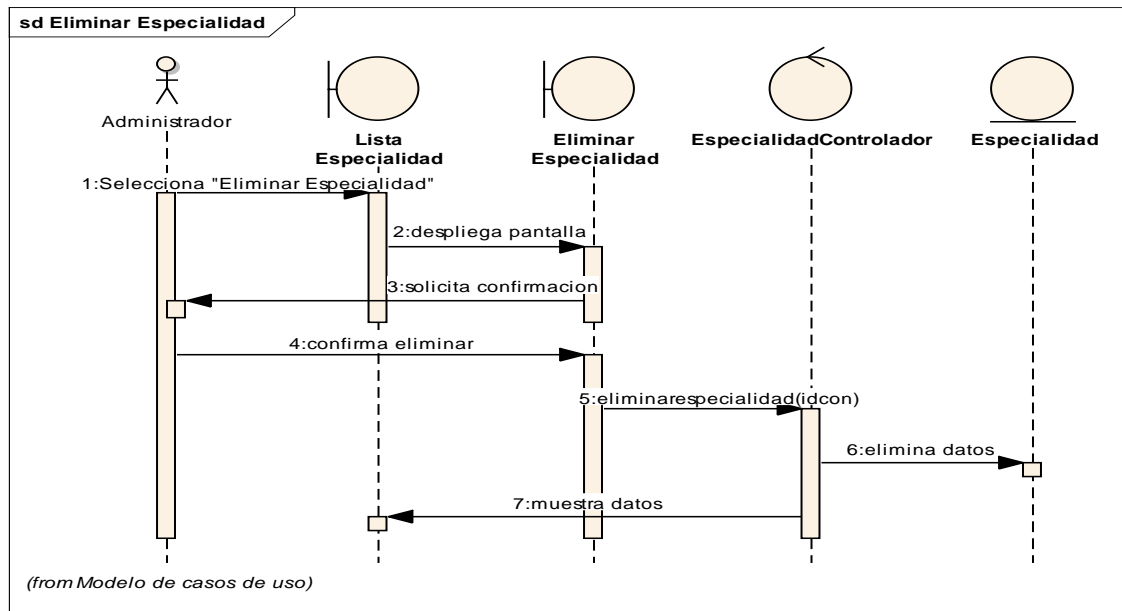 sd Eliminar Especialidad
Administrador
Lista
Especialidad
Eliminar
Especialidad
EspecialidadControlador
Especialidad
1:Selecciona "Eliminar Especialidad"
2:despliega pantalla
3:solicita confirmacion
4:confirma eliminar
5:eliminarespecialidad(idcon)
6:elimina datos
7:muestra datos
(from Modelo de casos de uso)